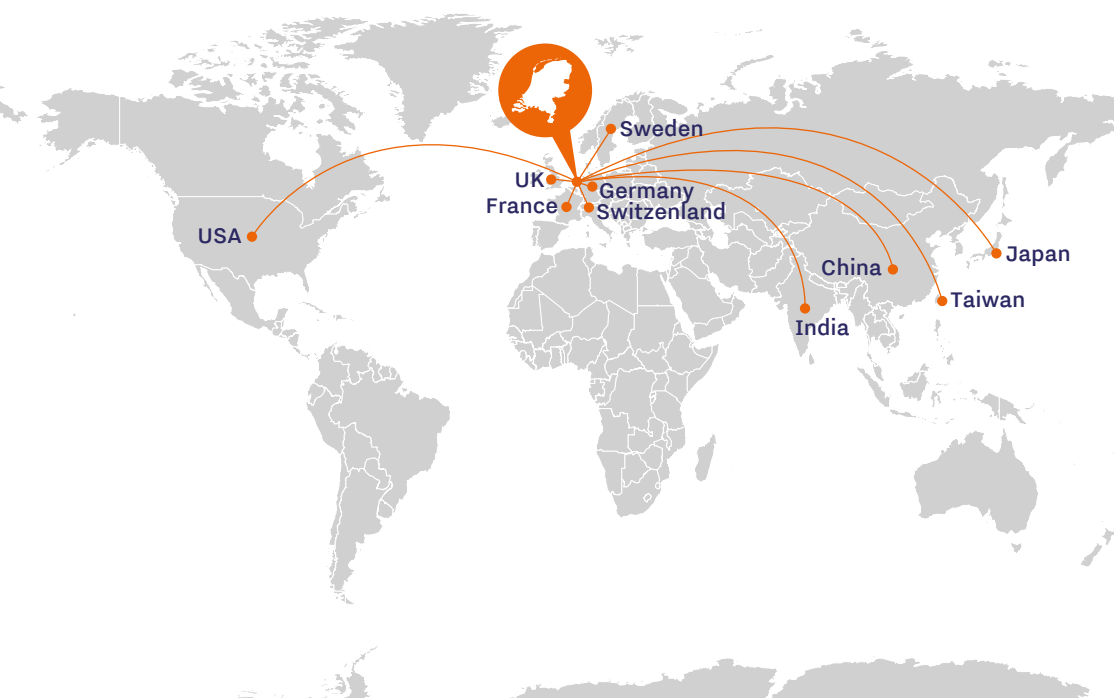 Sweden
UK
Germany
France
Switzenland
USA
Japan
China
Taiwan
India